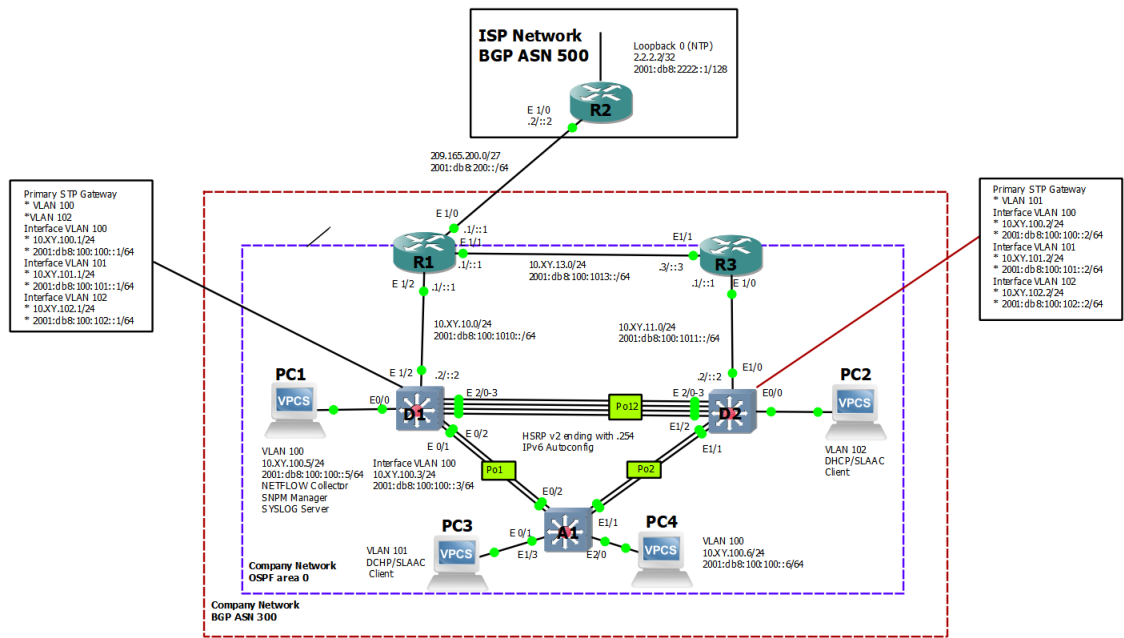 ISP Network
BGP ASN 500
Loopback 0 (NTP)
2.2.2.2/32
2001:db8:2222::1/128
R2
E 1/0
.2/::2
209.165.200.0/27
2001:db8:200::/64
Primary STP Gateway
* VLAN 100
*VLAN 102
Interface VLAN 100
* 10.XY.100.1/24
* 2001:db8:100:100::1/64
Interface VLAN 101
* 10.XY.101.1/24
* 2001:db8:100:101::1/64
Interface VLAN 102
* 10.XY.102.1/24
* 2001:db8:100:102::1/64
Primary STP Gateway
* VLAN 101
Interface VLAN 100
* 10.XY.100.2/24
* 2001:db8:100:100::2/64
Interface VLAN 101
* 10.XY.101.2/24
* 2001:db8:100:101::2/64
Interface VLAN 102
* 10.XY.102.2/24
* 2001:db8:100:102::2/64
E 1/0
.1/::1
E 1/1
R1
.1/::1
E 1/2
.1/::1
10.XY.13.0/24
2001:db8:100:1013::/64
E1/1
.3/::3
R3
.1/::1
E 1/0
10.XY.10.0/24
2001:db8:100:1010::/64
10.XY.11.0/24
2001:db8:100:1011::/64
E 1/2
.2/::2
.2/::2
E1/0
PC1
VPCS
E0/0
D1
E 2/0-3
Po12
E 2/0-3
D2
E0/0
PC2
VPCS
E 0/2
E 0/1
HSRP v2 ending with .254
IPv6 Autoconfig
E1/2
E1/1
VLAN 100
10.XY.100.5/24
2001:db8:100:100::5/64
NETFLOW Collector
SNPM Manager
SYSLOG Server
Interface VLAN 100
10.XY.100.3/24
2001:db8:100:100::3/64
Po1
Po2
VLAN 102
DHCP/SLAAC
Client
E0/2
E1/1
A1
E 0/1
E1/3
E2/0
PC3
VPCS
VLAN 101
DCHP/SLAAC
Client
PC4
VPCS
VLAN 100
10.XY.100.6/24
2001:db8:100:100::6/64
Company Network
OSPF area 0
Company Network
BGP ASN 300